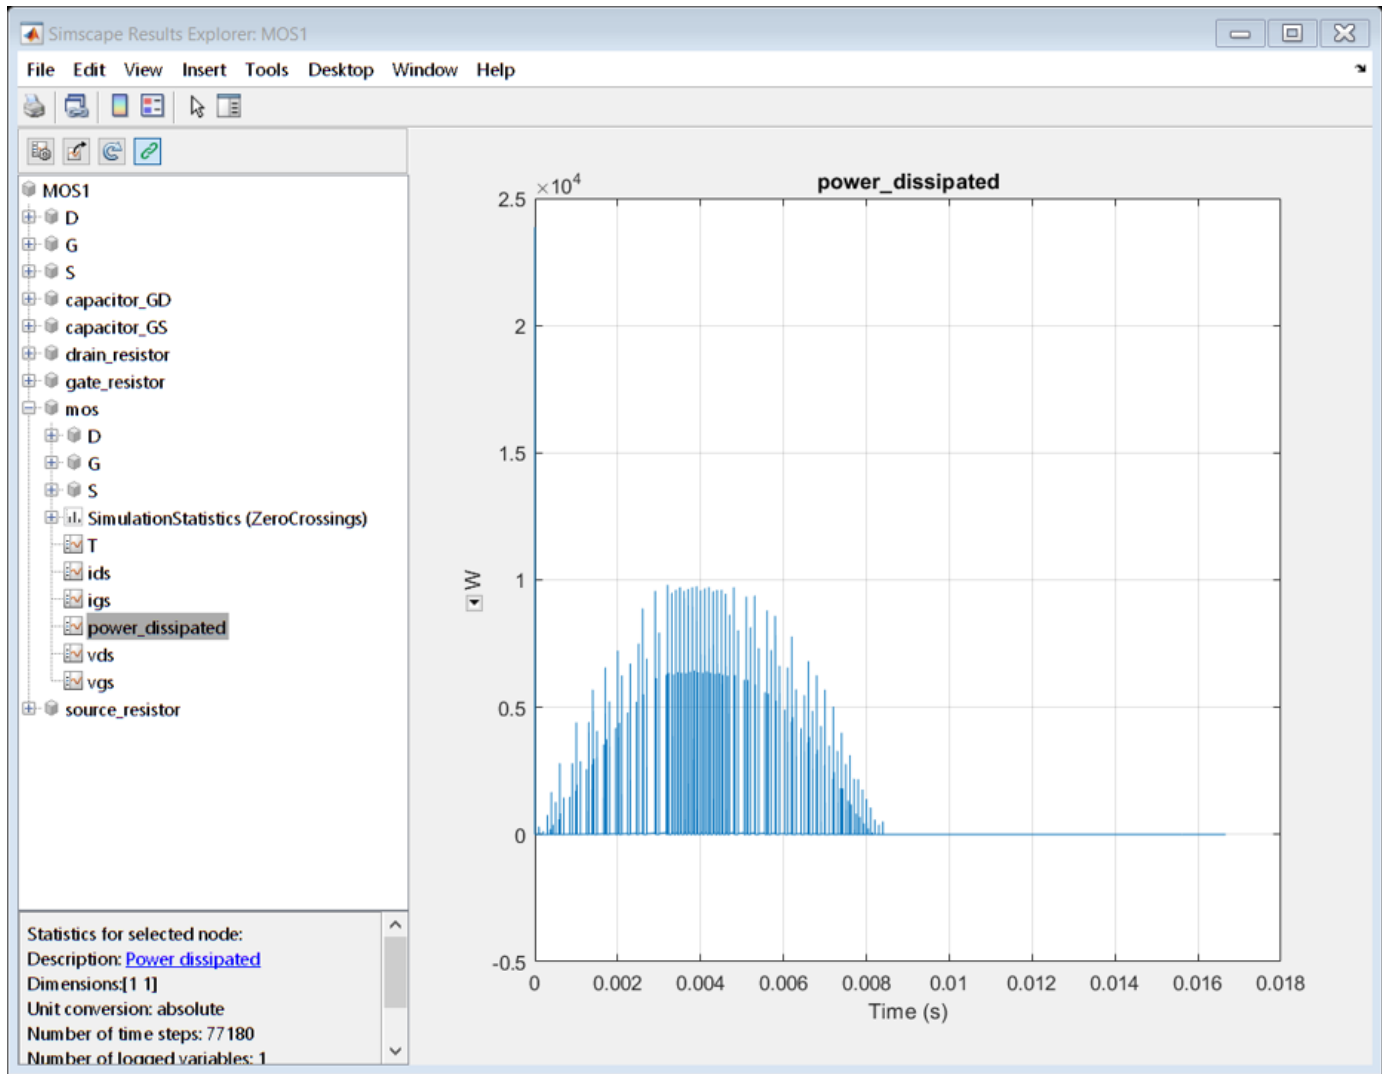 Simscape Results Explorer: MOS1
File Edit View Insert Tools Desktop Window Help
MOS1
D
G
S
capacitor_GD
capacitor_GS
drain_resistor
gate_resistor
mos
D
G
S
SimulationStatistics (ZeroCrossings)
T
ids
igs
power_dissipated
vds
vgs
source_resistor
Statistics for selected node:
Description: Power dissipated
Dimensions:[1 1]
Unit conversion: absolute
Number of time steps: 77180
Number of logged variables: 1
power_dissipated
×10^4
2.5
2
1.5
1
0.5
0
-0.5
W
0 0.002 0.004 0.006 0.008 0.01 0.012 0.014 0.016 0.018
Time (s)